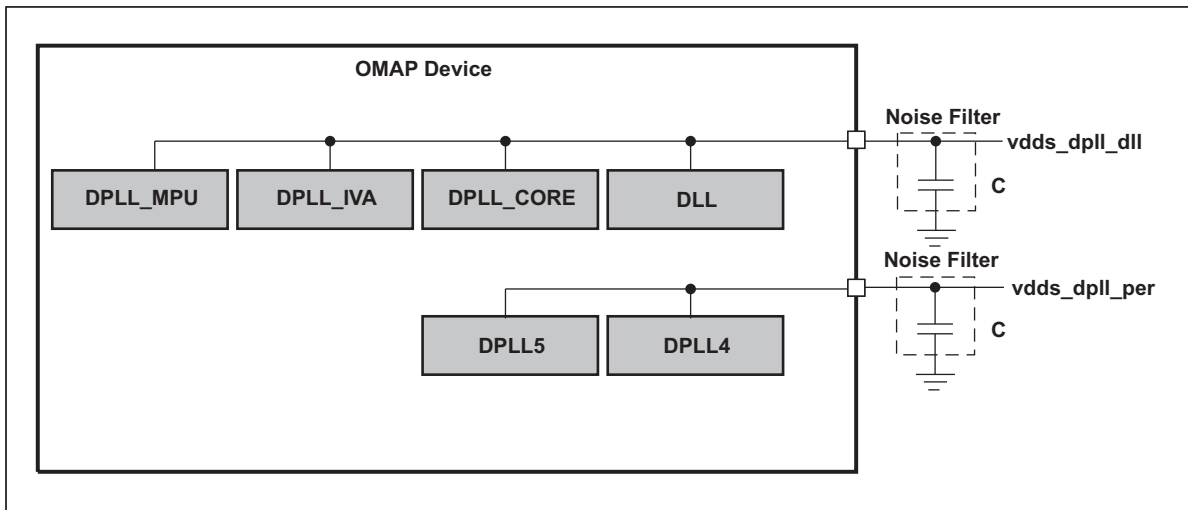 OMAP Device
Noise Filter
vdds_dpll_dll
C
DPLL_MPU
DPLL_IVA
DPLL_CORE
DLL
Noise Filter
vdds_dpll_per
C
DPLL5
DPLL4